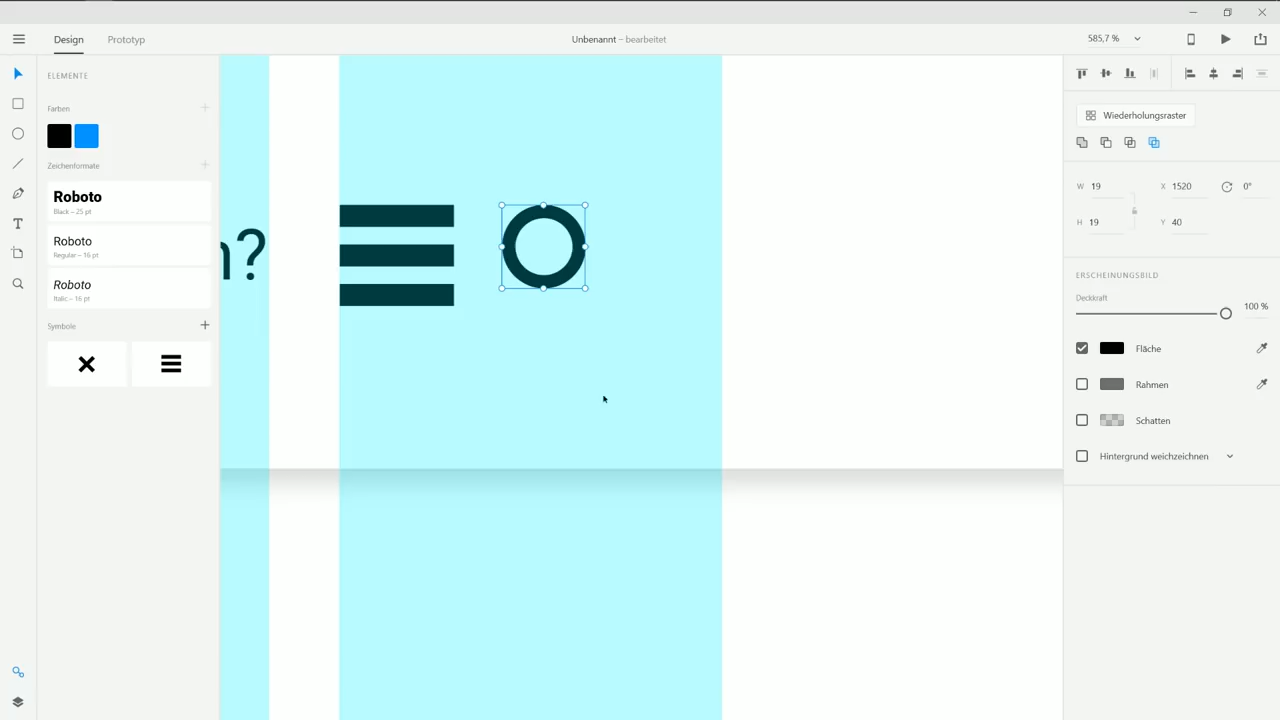 Design
Prototyp
Unbenannt – bearbeitet
585,7 %
ELEMENTE
Farben
Zeichenformate
Roboto
Black – 25 pt
Roboto
Regular – 16 pt
Roboto
Italic – 16 pt
Symbole
?
Wiederholungsraster
W 19
X 1520
0°
H 19
Y 40
ERSCHEINUNGSBILD
Deckkraft
100 %
Fläche
Rahmen
Schatten
Hintergrund weichzeichnen